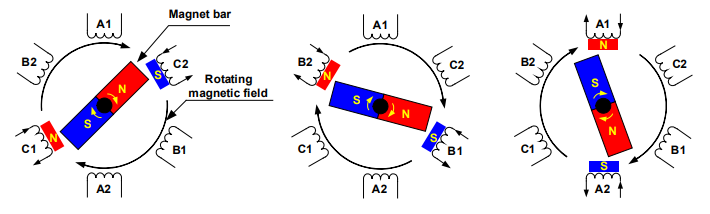 Magnet bar
Rotating
magnetic field
A1
B2
C2
S
N
S
N
C1
B1
A2
A1
B2
C2
N
S
N
S
C1
B1
A2
A1
N
B2
C2
S
N
C1
B1
S
A2